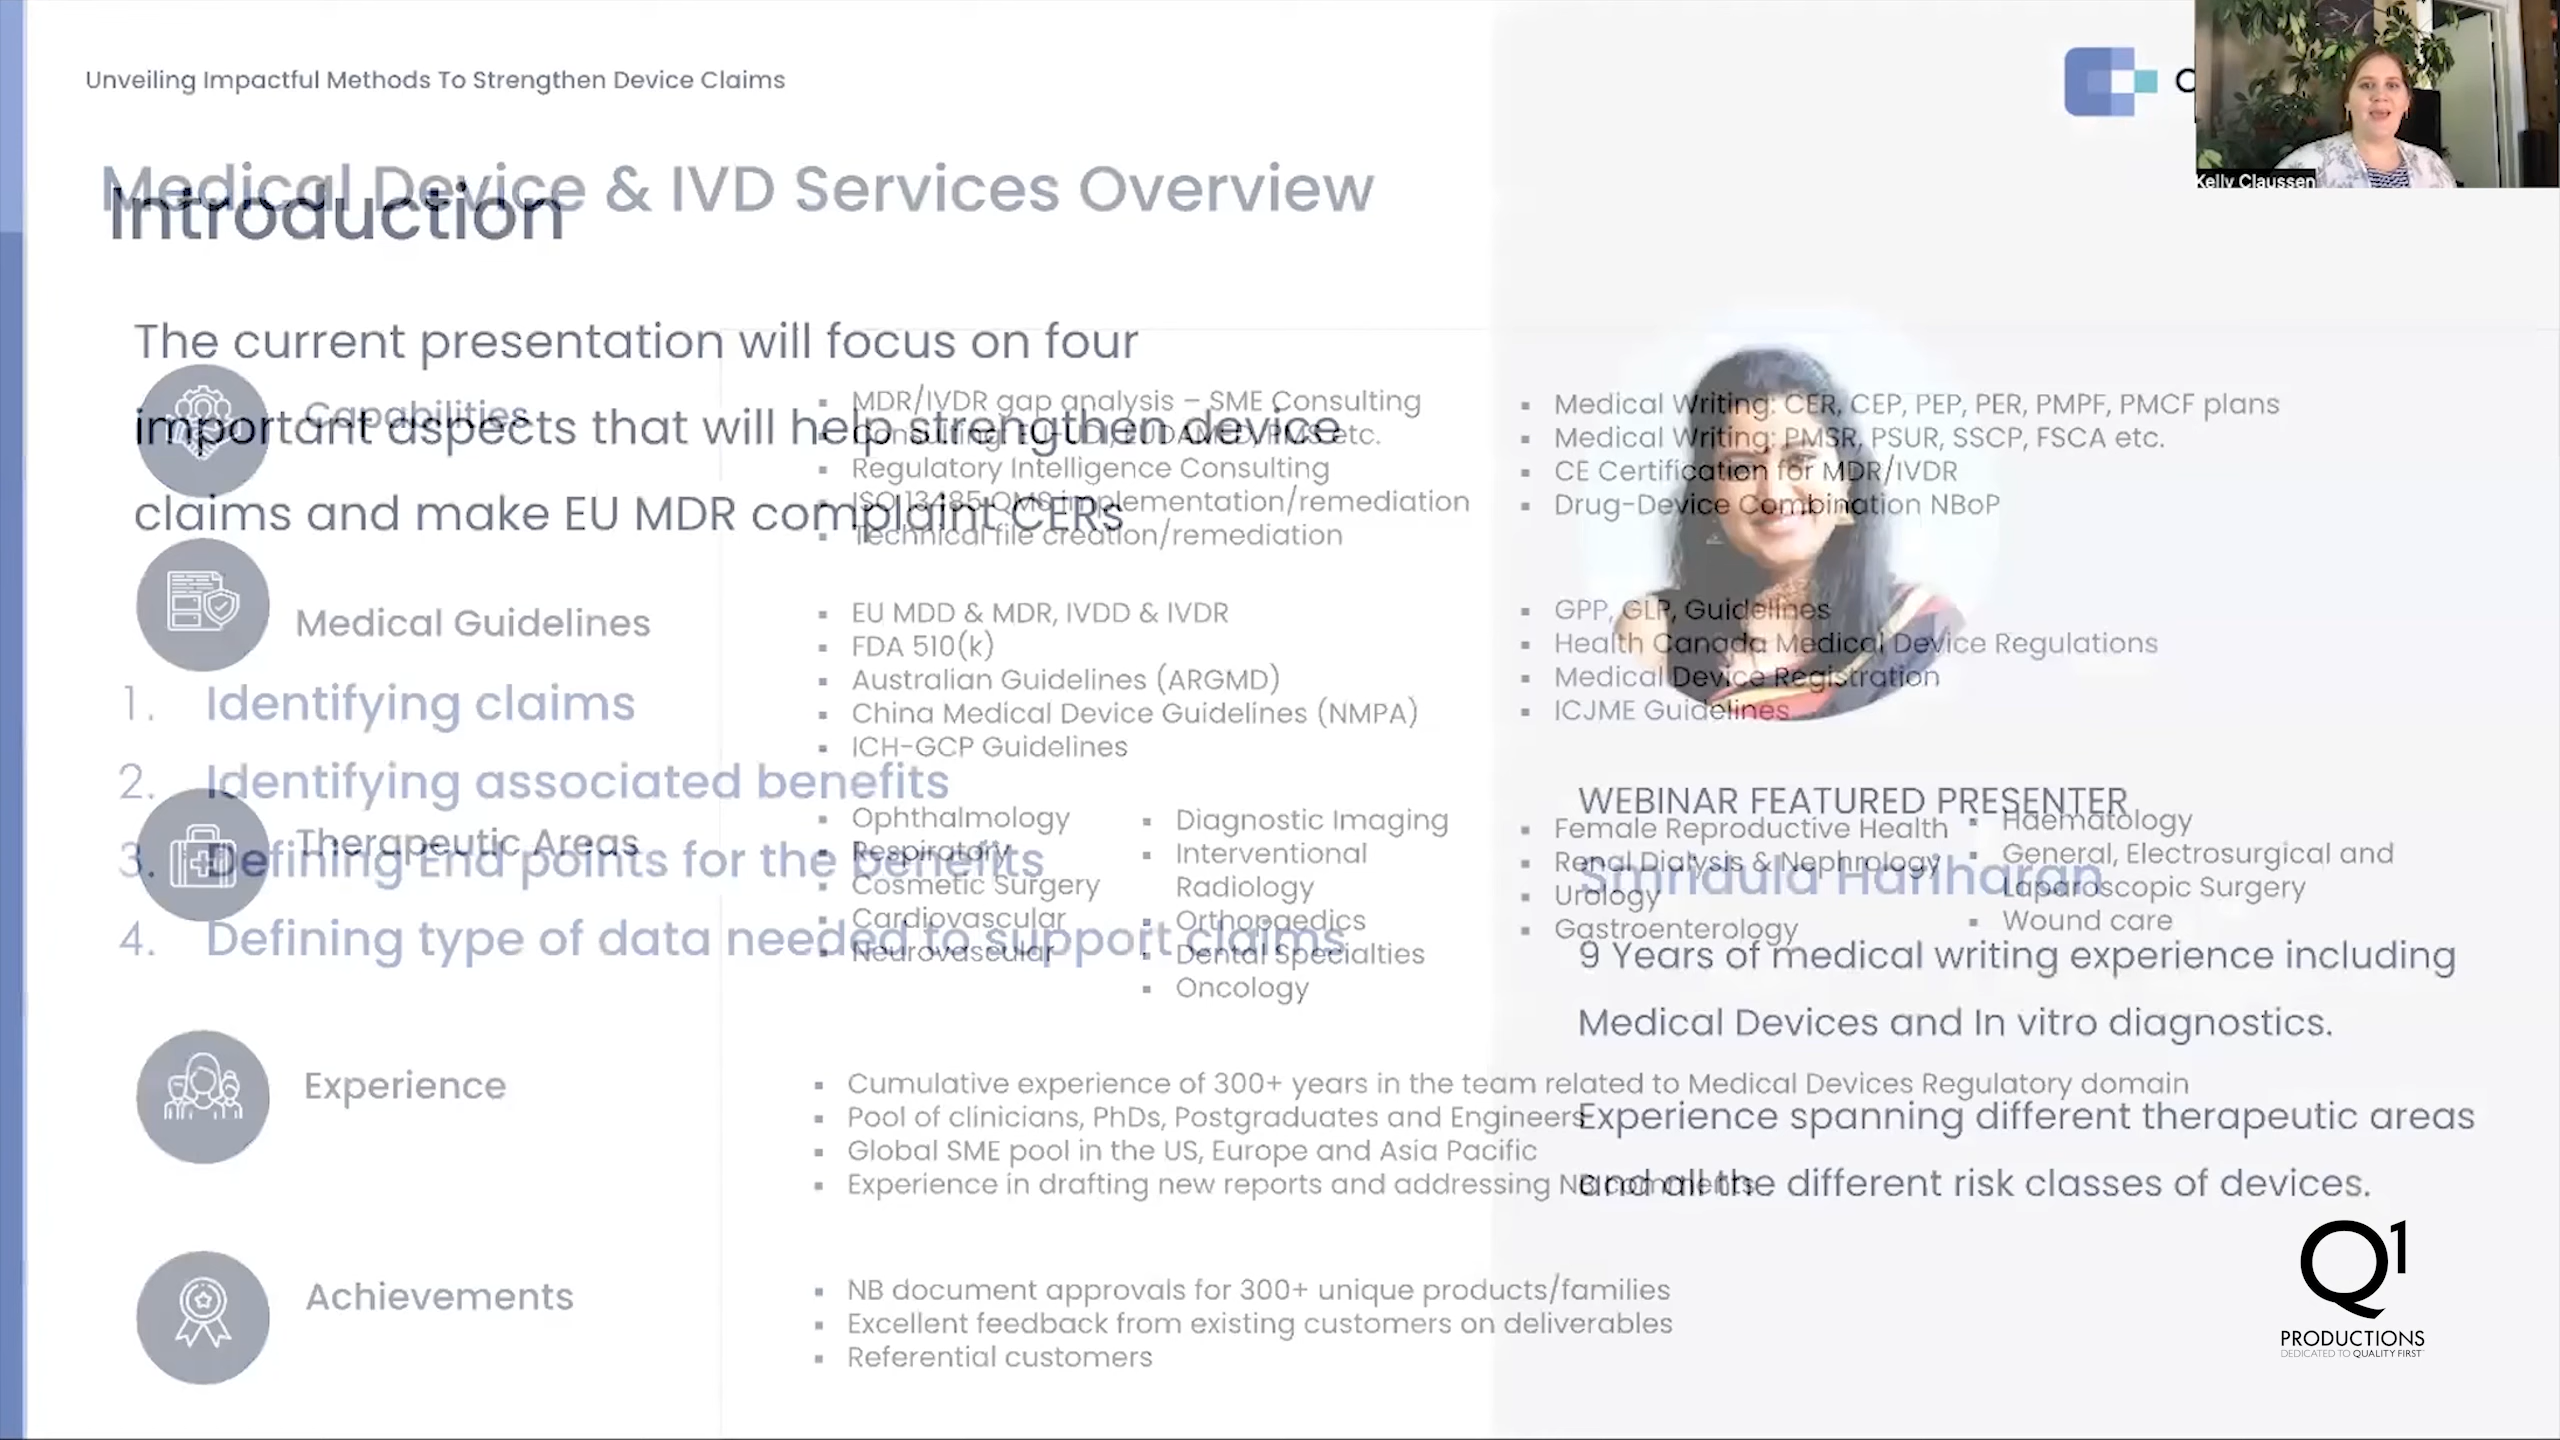 Unveiling Impactful Methods To Strengthen Device Claims
C
Kelly Claussen
Medical Device & IVD Services Overview
Introduction
The current presentation will focus on four
important aspects that will help strengthen device
claims and make EU MDR complaint CERs
Capabilities
MDR/IVDR gap analysis – SME Consulting
Consulting: etc.
Regulatory Intelligence Consulting
ISO 13485 QMS implementation/remediation
Technical file creation/remediation
Medical Writing: CER, CEP, PEP, PER, PMPF, PMCF plans
Medical Writing: PMSR, PSUR, SSCP, FSCA etc.
CE Certification for MDR/IVDR
Drug-Device Combination NBoP
Medical Guidelines
EU MDD & MDR, IVDD & IVDR
FDA 510(k)
Australian Guidelines (ARGMD)
China Medical Device Guidelines (NMPA)
ICH-GCP Guidelines
GPP, GLP, Guidelines
Health Canada Medical Device Regulations
Medical Device Registration
ICJME Guidelines
1. Identifying claims
2. Identifying associated benefits
3. Defining End points for the benefits
4. Defining type of data needed to support claims
Therapeutic Areas
Ophthalmology
Respiratory
Cosmetic Surgery
Cardiovascular
Neurovascular
Diagnostic Imaging
Interventional
Radiology
Orthopaedics
Dental Specialties
Oncology
Female Reproductive Health
Renal Dialysis & Nephrology
Urology
Gastroenterology
Haematology
General, Electrosurgical and
Laparoscopic Surgery
Wound care
WEBINAR FEATURED PRESENTER
Smridula Hariharan
9 Years of medical writing experience including
Medical Devices and In vitro diagnostics.
Experience spanning different therapeutic areas
and all the different risk classes of devices.
Experience
Cumulative experience of 300+ years in the team related to Medical Devices Regulatory domain
Pool of clinicians, PhDs, Postgraduates and Engineers
Global SME pool in the US, Europe and Asia Pacific
Experience in drafting new reports and addressing NB comments
Achievements
NB document approvals for 300+ unique products/families
Excellent feedback from existing customers on deliverables
Referential customers
Q1
PRODUCTIONS
DEDICATED TO QUALITY FIRST